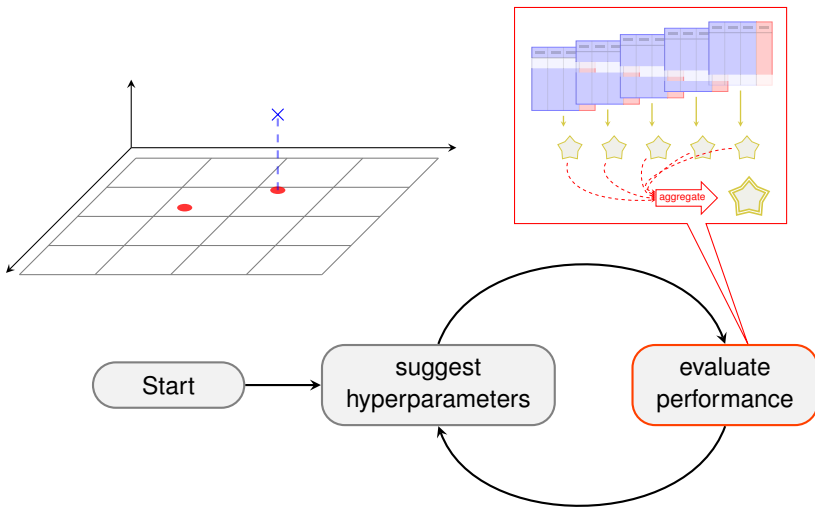 aggregate
Start
suggest
hyperparameters
evaluate
performance